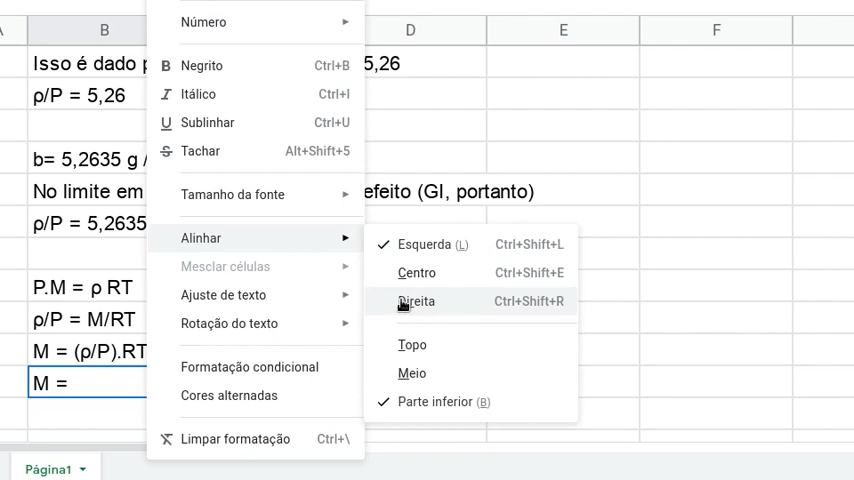 A B D E F
Isso é dado p 5,26
ρ/P = 5,26
b= 5,2635 g /
No limite em efeito (GI, portanto)
ρ/P = 5,2635
P.M = ρ RT
ρ/P = M/RT
M = (ρ/P).RT
M =
Número
B Negrito Ctrl+B
I Itálico Ctrl+I
U Sublinhar Ctrl+U
S Tachar Alt+Shift+5
Tamanho da fonte
Alinhar
Mesclar células
Ajuste de texto
Rotação do texto
Formatação condicional
Cores alternadas
Limpar formatação Ctrl+\
Esquerda (L) Ctrl+Shift+L
Centro Ctrl+Shift+E
Direita Ctrl+Shift+R
Topo
Meio
Parte inferior (B)
Página1